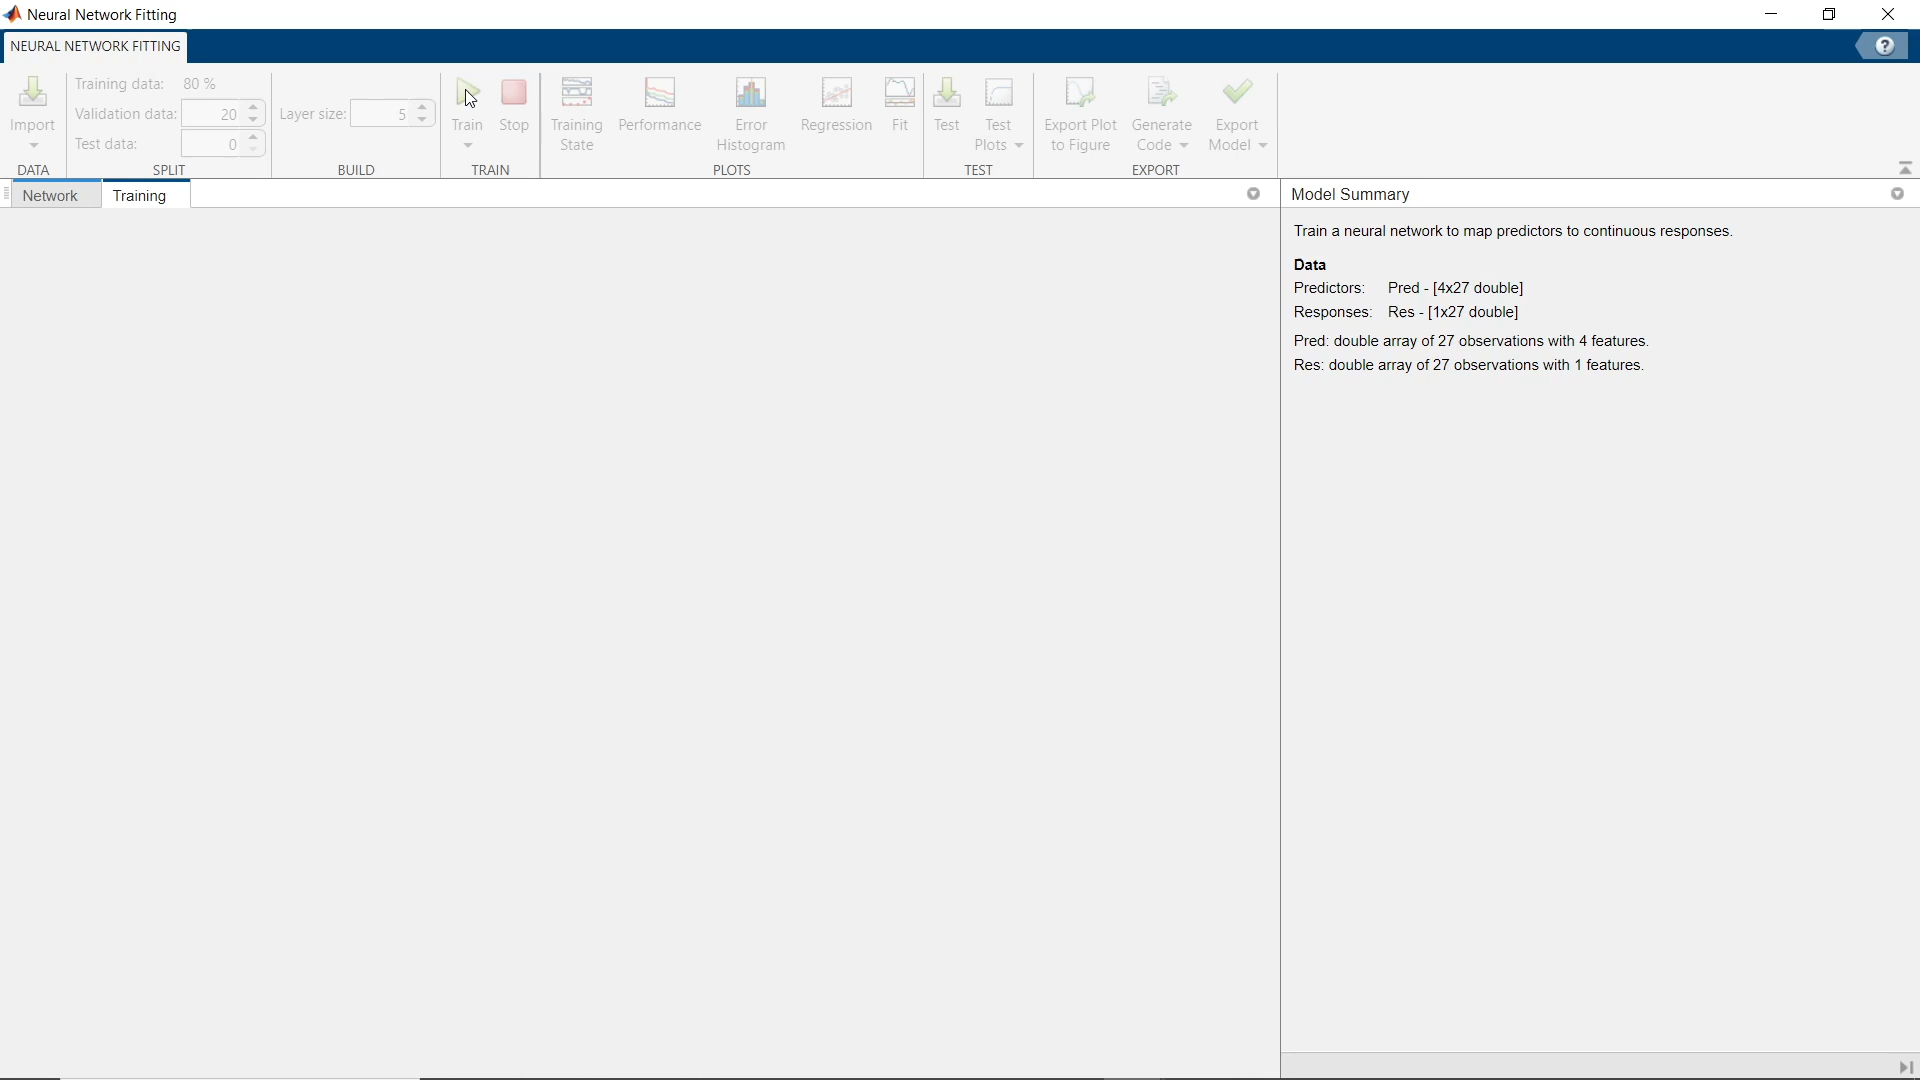 Neural Network Fitting
NEURAL NETWORK FITTING
?
Import
DATA
Training data: 80 %
Validation data: 20
Test data: 0
SPLIT
Layer size: 5
BUILD
Train
Stop
TRAIN
Training
State
Performance
Error
Histogram
Regression
Fit
PLOTS
Test
Test
Plots
TEST
Export Plot
to Figure
Generate
Code
Export
Model
EXPORT
Network
Training
Model Summary
Train a neural network to map predictors to continuous responses.
Data
Predictors: Pred - [4x27 double]
Responses: Res - [1x27 double]
Pred: double array of 27 observations with 4 features.
Res: double array of 27 observations with 1 features.